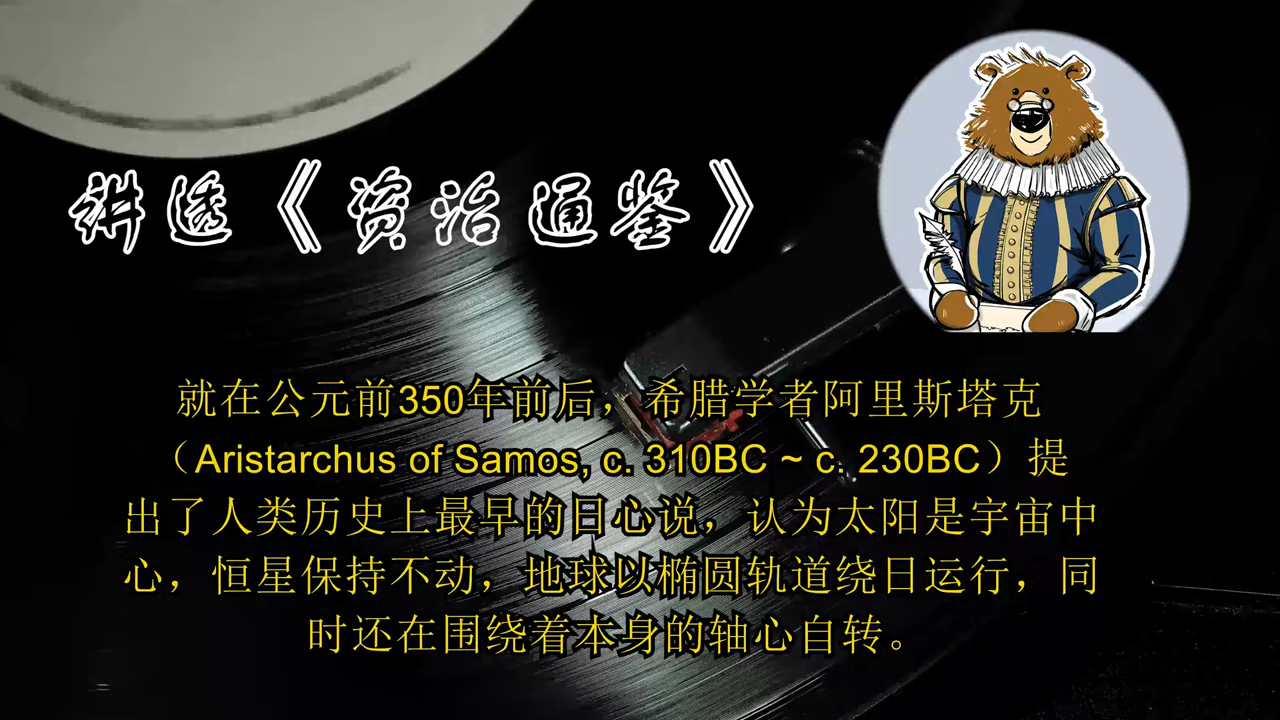 讲透《资治通鉴》
就在公元前350年前后，希腊学者阿里斯塔克
（Aristarchus of Samos, c. 310BC ~ c. 230BC）提
出了人类历史上最早的日心说，认为太阳是宇宙中
心，恒星保持不动，地球以椭圆轨道绕日运行，同
时还在围绕着本身的轴心自转。